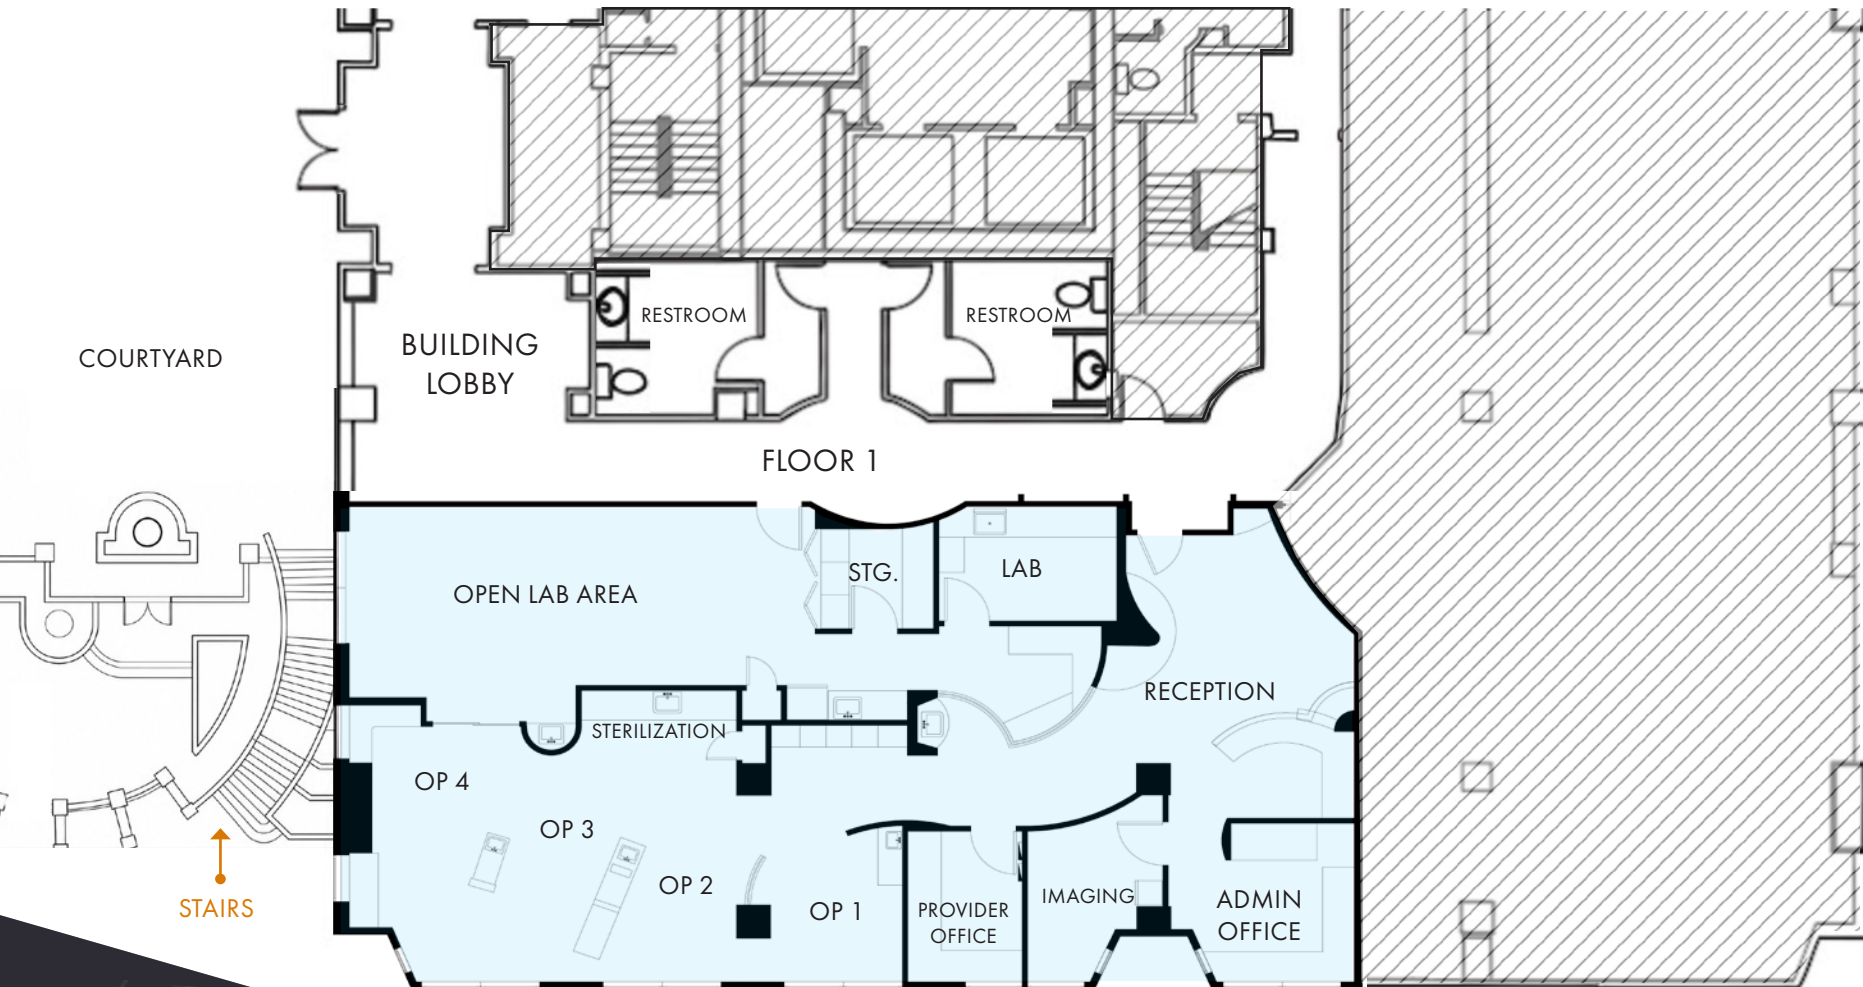 RESTROOM
RESTROOM
COURTYARD
BUILDING
LOBBY
FLOOR 1
OPEN LAB AREA
STG.
LAB
RECEPTION
STERILIZATION
OP 4
OP 3
OP 2
OP 1
PROVIDER
OFFICE
IMAGING
ADMIN
OFFICE
STAIRS